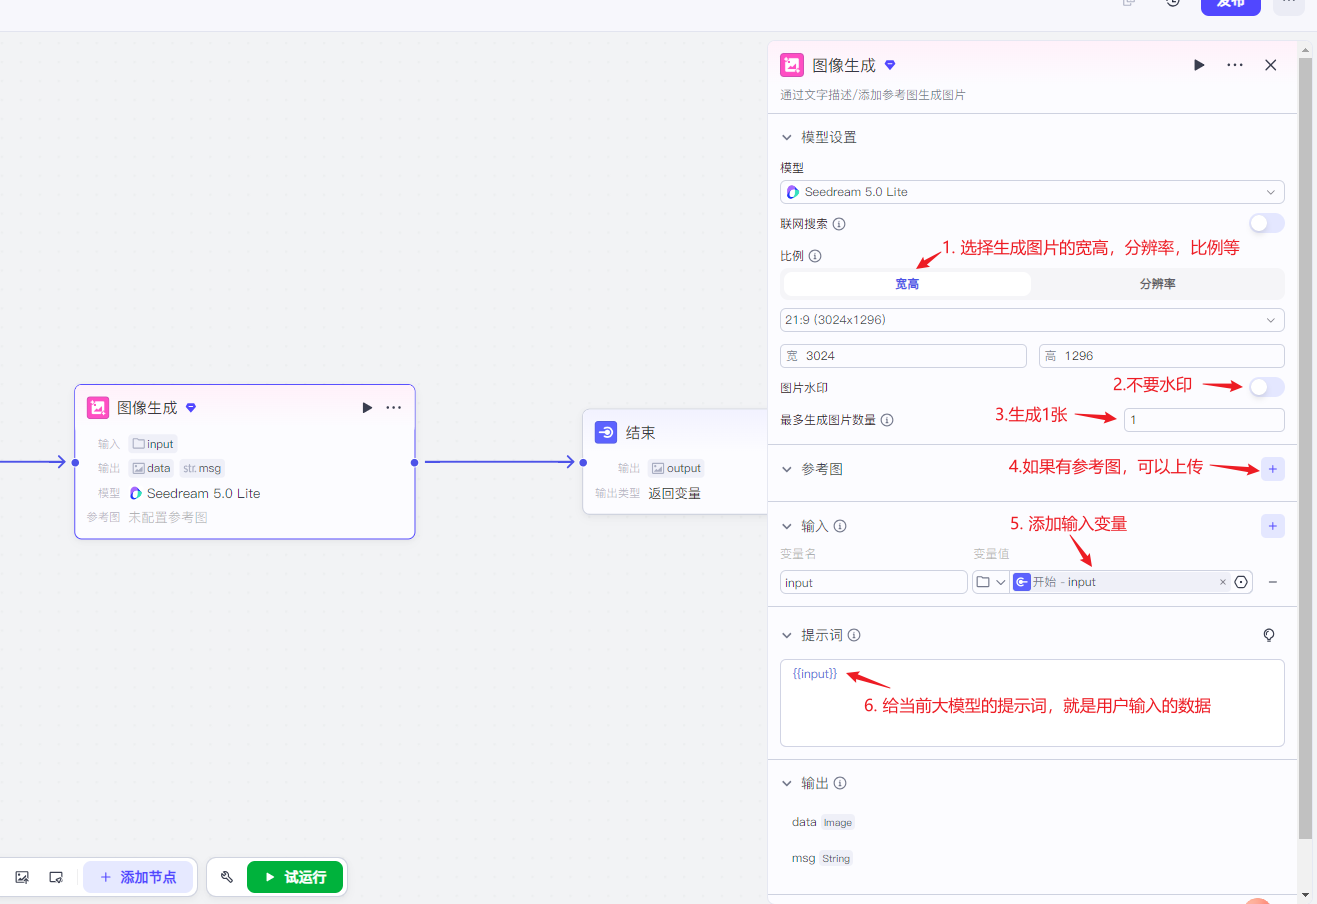 发布
图像生成
通过文字描述/添加参考图生成图片
模型设置
模型
Seedream 5.0 Lite
联网搜索
1. 选择生成图片的宽高，分辨率，比例等
比例
宽高
分辨率
21:9 (3024x1296)
宽 3024
高 1296
图片水印
2.不要水印
最多生成图片数量
3.生成1张
1
参考图
4.如果有参考图，可以上传
输入
5. 添加输入变量
变量名
变量值
input
开始 - input
提示词
{{input}}
6. 给当前大模型的提示词，就是用户输入的数据
输出
data Image
msg String
图像生成
输入 input
输出 data str. msg
模型 Seedream 5.0 Lite
参考图 未配置参考图
结束
输出 output
输出类型 返回变量
添加节点
试运行